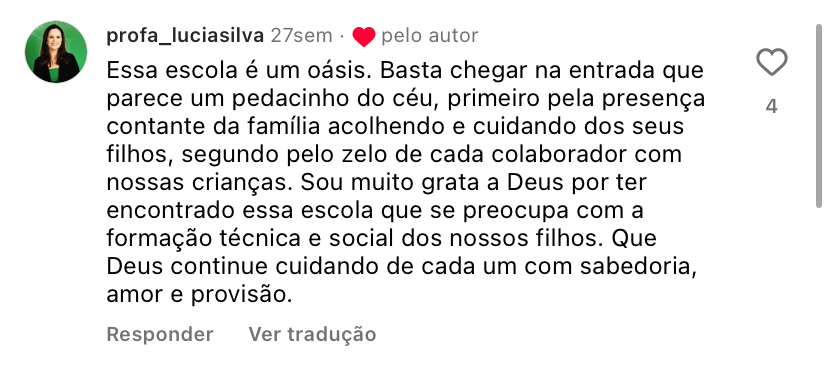 profa_luciasilva 27sem · ❤️ pelo autor
Essa escola é um oásis. Basta chegar na entrada que
parece um pedacinho do céu, primeiro pela presença
contante da família acolhendo e cuidando dos seus
filhos, segundo pelo zelo de cada colaborador com
nossas crianças. Sou muito grata a Deus por ter
encontrado essa escola que se preocupa com a
formação técnica e social dos nossos filhos. Que
Deus continue cuidando de cada um com sabedoria,
amor e provisão.
4
Responder Ver tradução